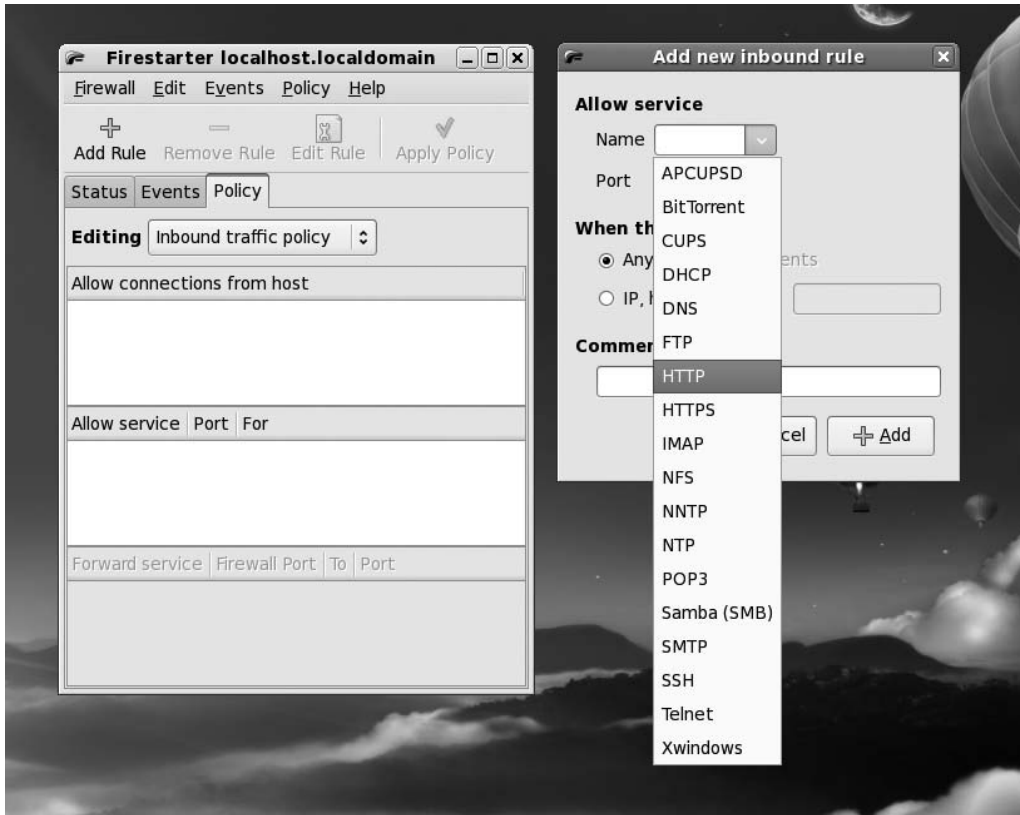 Firestarter localhost.localdomain
Firewall Edit Events Policy Help
Add Rule Remove Rule Edit Rule Apply Policy
Status Events Policy
Editing Inbound traffic policy
Allow connections from host
Allow service Port For
Forward service Firewall Port To Port
Add new inbound rule
Allow service
Name
Port
When th
Any ents
IP, h
Commen
cel Add
APCUPSD
BitTorrent
CUPS
DHCP
DNS
FTP
HTTP
HTTPS
IMAP
NFS
NNTP
NTP
POP3
Samba (SMB)
SMTP
SSH
Telnet
Xwindows